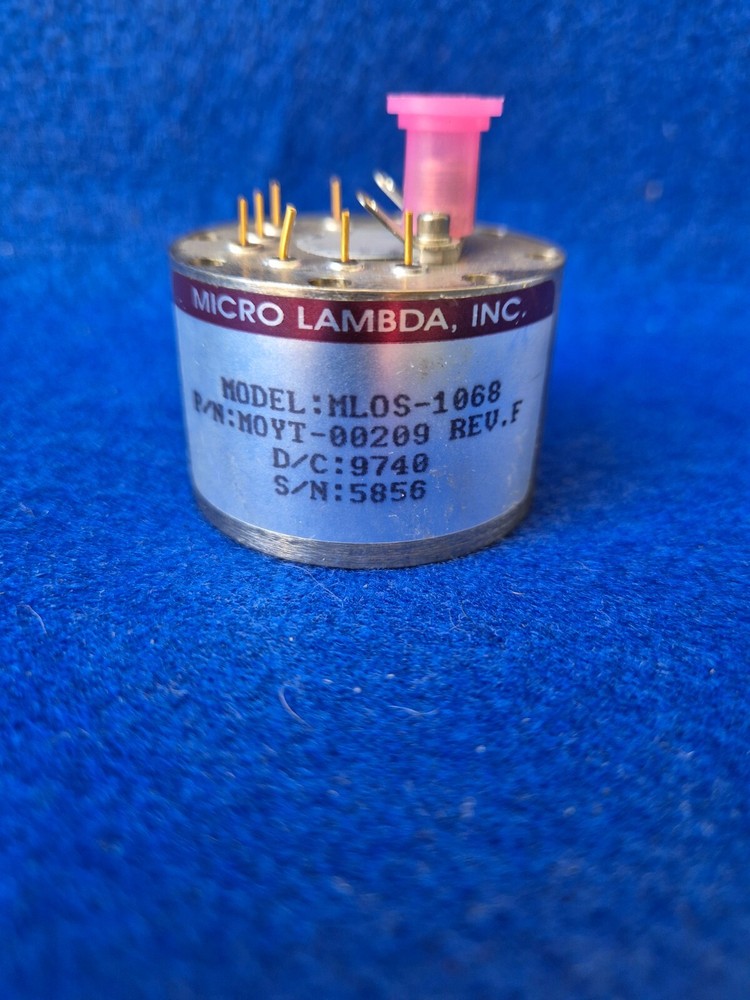 MICRO LAMBDA, INC.
MODEL:MLOS-1068
P/N:MOYT-00209 REV.F
D/C:9740
S/N:5856